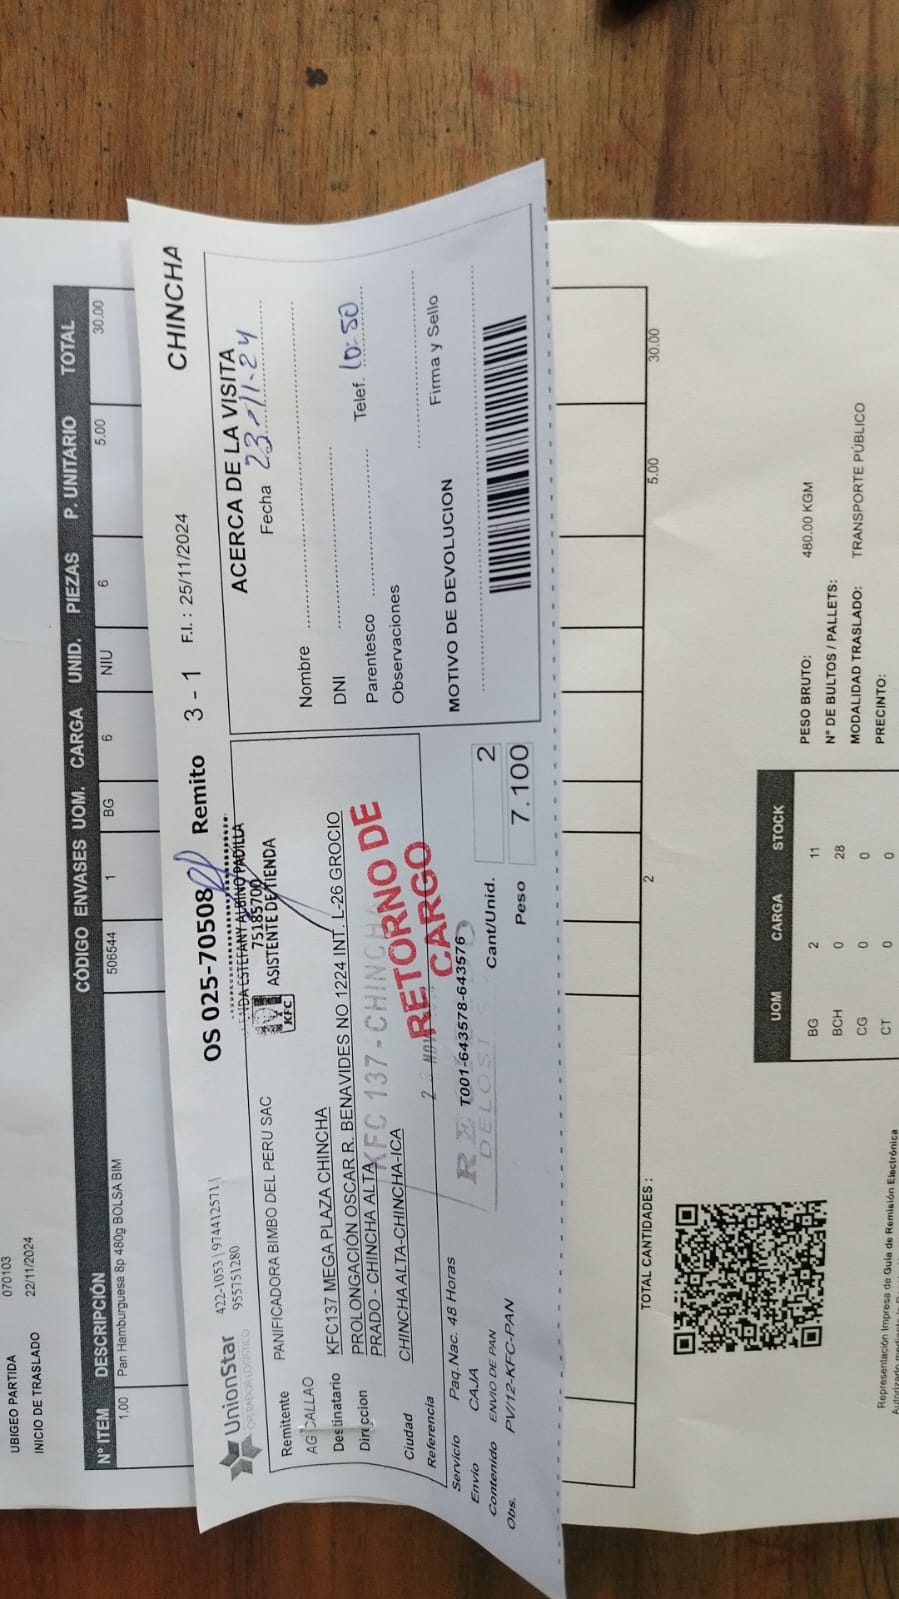 UBIGEO PARTIDA 070103
INICIO DE TRASLADO 22/11/2024
N° ITEM DESCRIPCIÓN CÓDIGO ENVASES UOM. CARGA UNID. PIEZAS P. UNITARIO TOTAL
1.00 Pan Hamburguesa 8p 480g BOLSA BIM 506544 1 BG 6 NIU 6 5.00 30.00
UnionStar
OPERADOR LOGISTICO
422-1053 | 974412571 |
955751280
OS 025-70508 Remito 3 - 1 F.I. : 25/11/2024 CHINCHA
Remitente PANIFICADORA BIMBO DEL PERU SAC
AG CALLAO
ESTEFANY ALBINO PADILLA
75185700
ASISTENTE DE TIENDA
KFC
Destinatario KFC137 MEGA PLAZA CHINCHA
Direccion PROLONGACIÓN OSCAR R. BENAVIDES NO 1224 INT. L-26 GROCIO
PRADO - CHINCHA ALTA
KFC 137 - CHINCHA
Ciudad CHINCHA ALTA-CHINCHA-ICA
RETORNO DE
CARGO
Referencia
Servicio Paq.Nac. 48 Horas T001-643578-643576
DELOSI
Envio CAJA Cant/Unid. 2
Contenido ENVIO DE PAN
Obs. PV/12-KFC-PAN Peso 7.100
ACERCA DE LA VISITA
Fecha 23-11-24
Nombre
DNI
Parentesco Telef. 10:50
Observaciones
Firma y Sello
MOTIVO DE DEVOLUCION
TOTAL CANTIDADES : 2 5.00 30.00
UOM CARGA STOCK
BG 2 11
BCH 0 28
CG 0 0
CT 0 0
PESO BRUTO: 480.00 KGM
N° DE BULTOS / PALLETS:
MODALIDAD TRASLADO: TRANSPORTE PÚBLICO
PRECINTO:
Representación Impresa de Guía de Remisión Electrónica